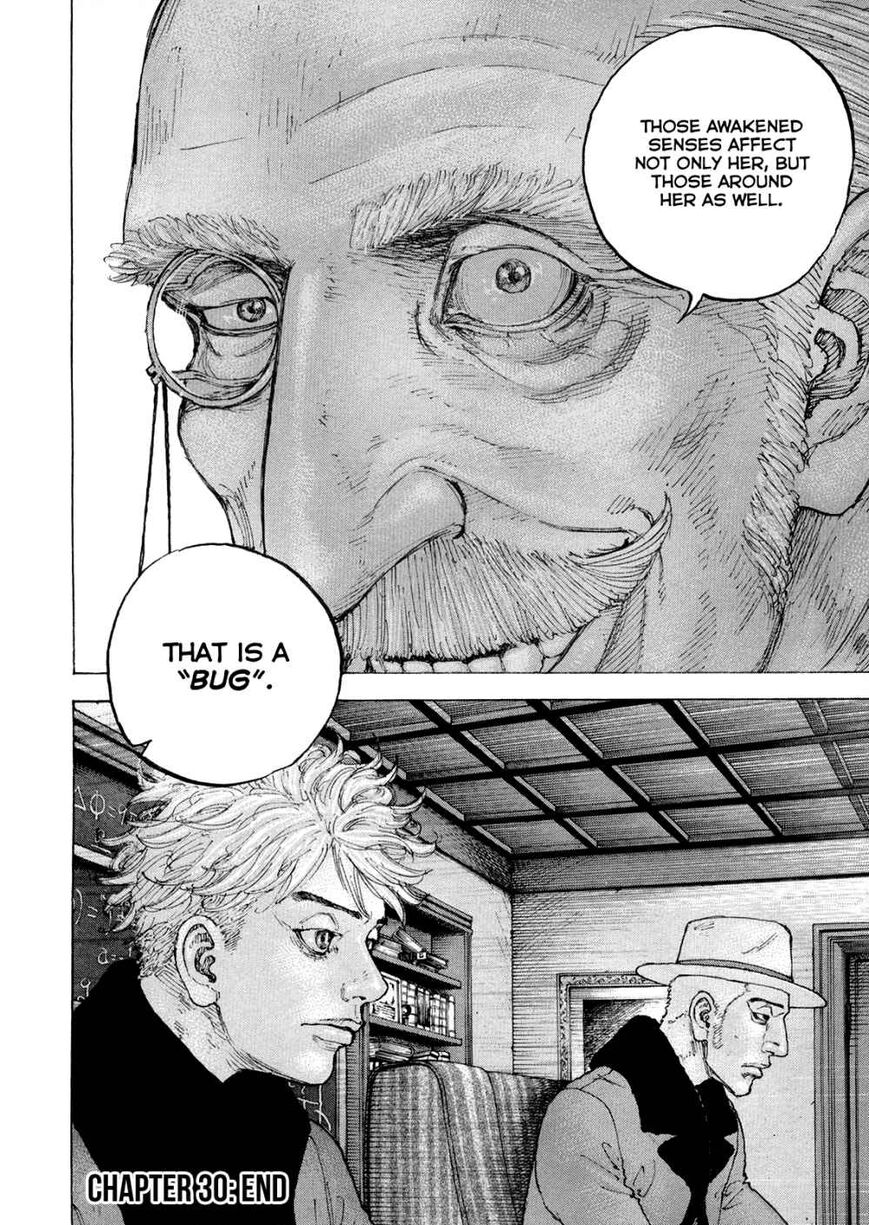 THOSE AWAKENED
SENSES AFFECT
NOT ONLY HER, BUT
THOSE AROUND
HER AS WELL.
THAT IS A
"BUG".
ΔΦ=
CHAPTER 30: END